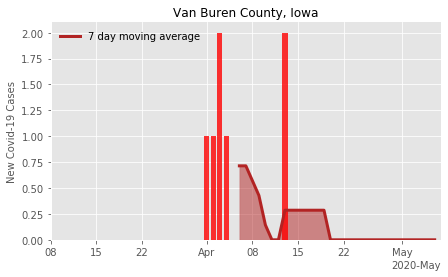 Van Buren County, Iowa
7 day moving average
New Covid-19 Cases
2.00
1.75
1.50
1.25
1.00
0.75
0.50
0.25
0.00
08 15 22 Apr 08 15 22 May
2020-May